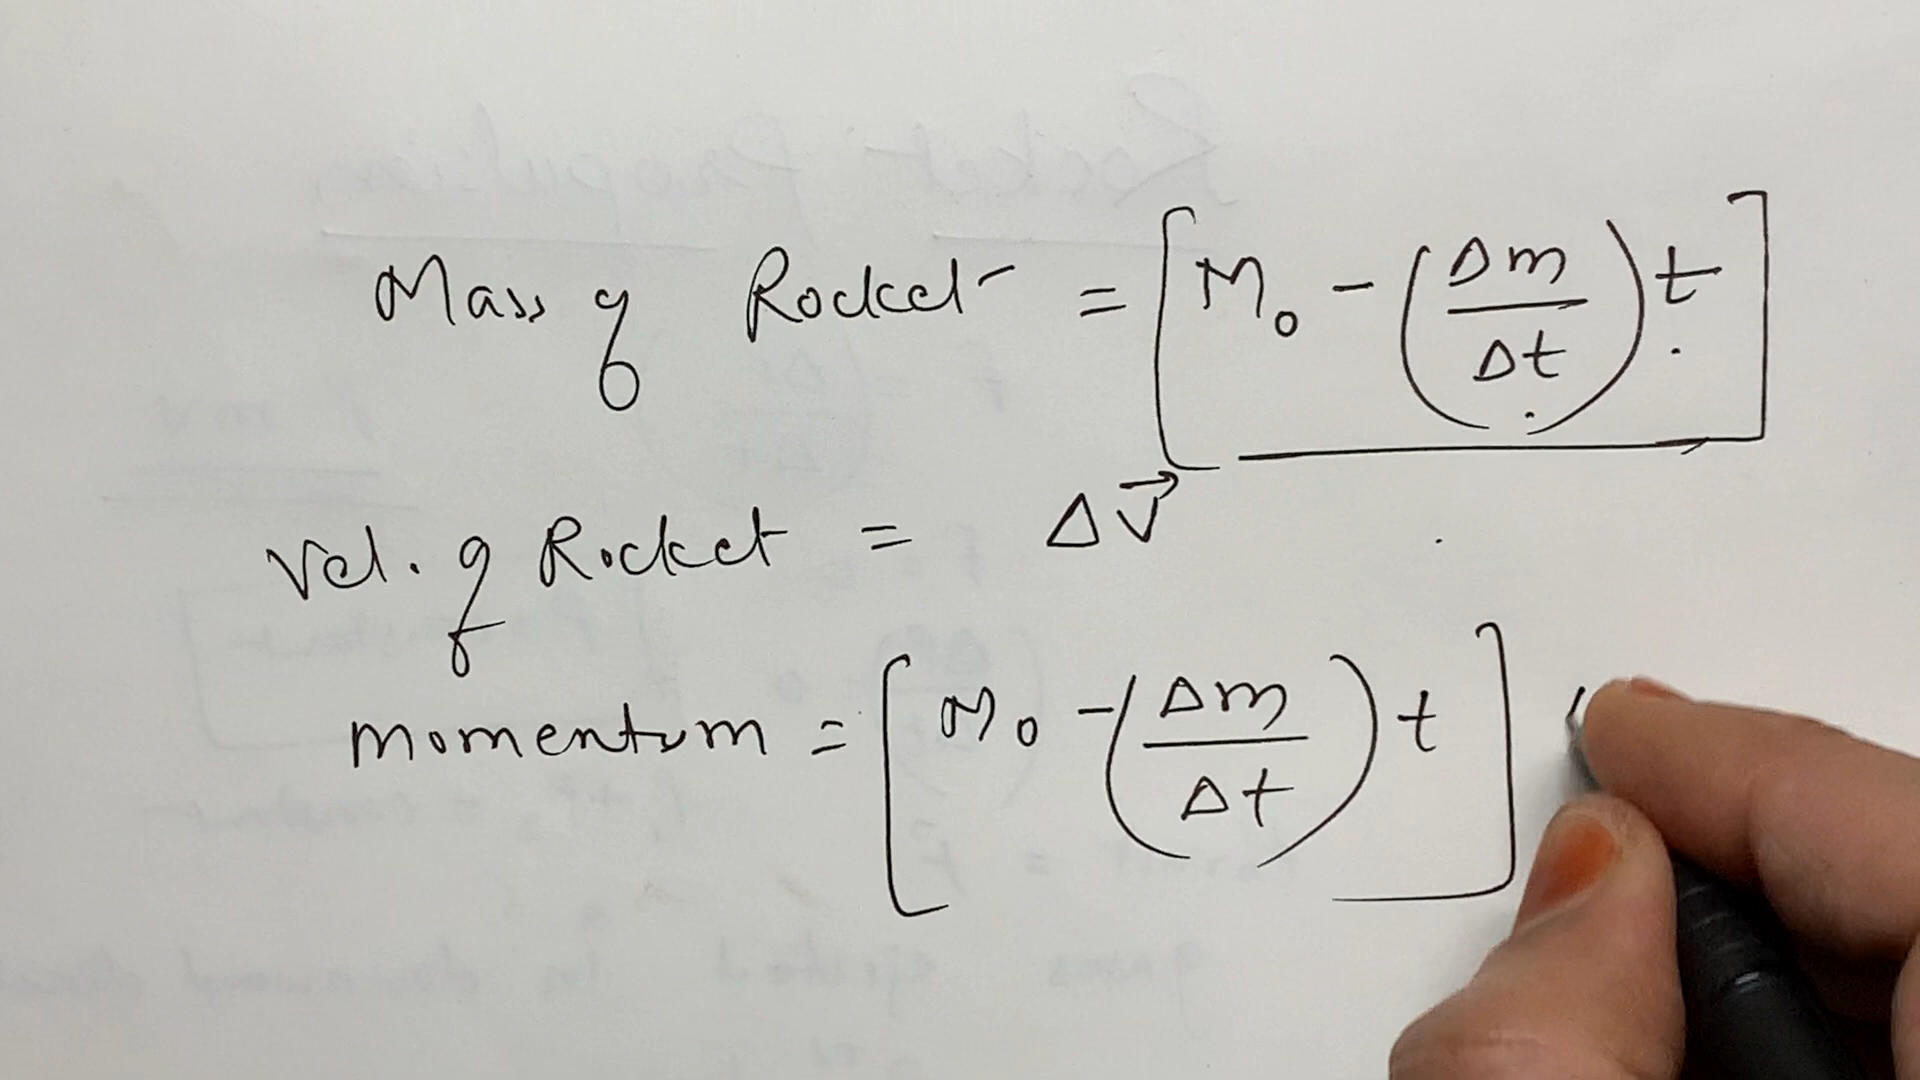 Mass of Rocket = [M₀ - (Δm/Δt) t]
Vel. of Rocket = ΔV⃗
momentum = [M₀ - (Δm/Δt) t]